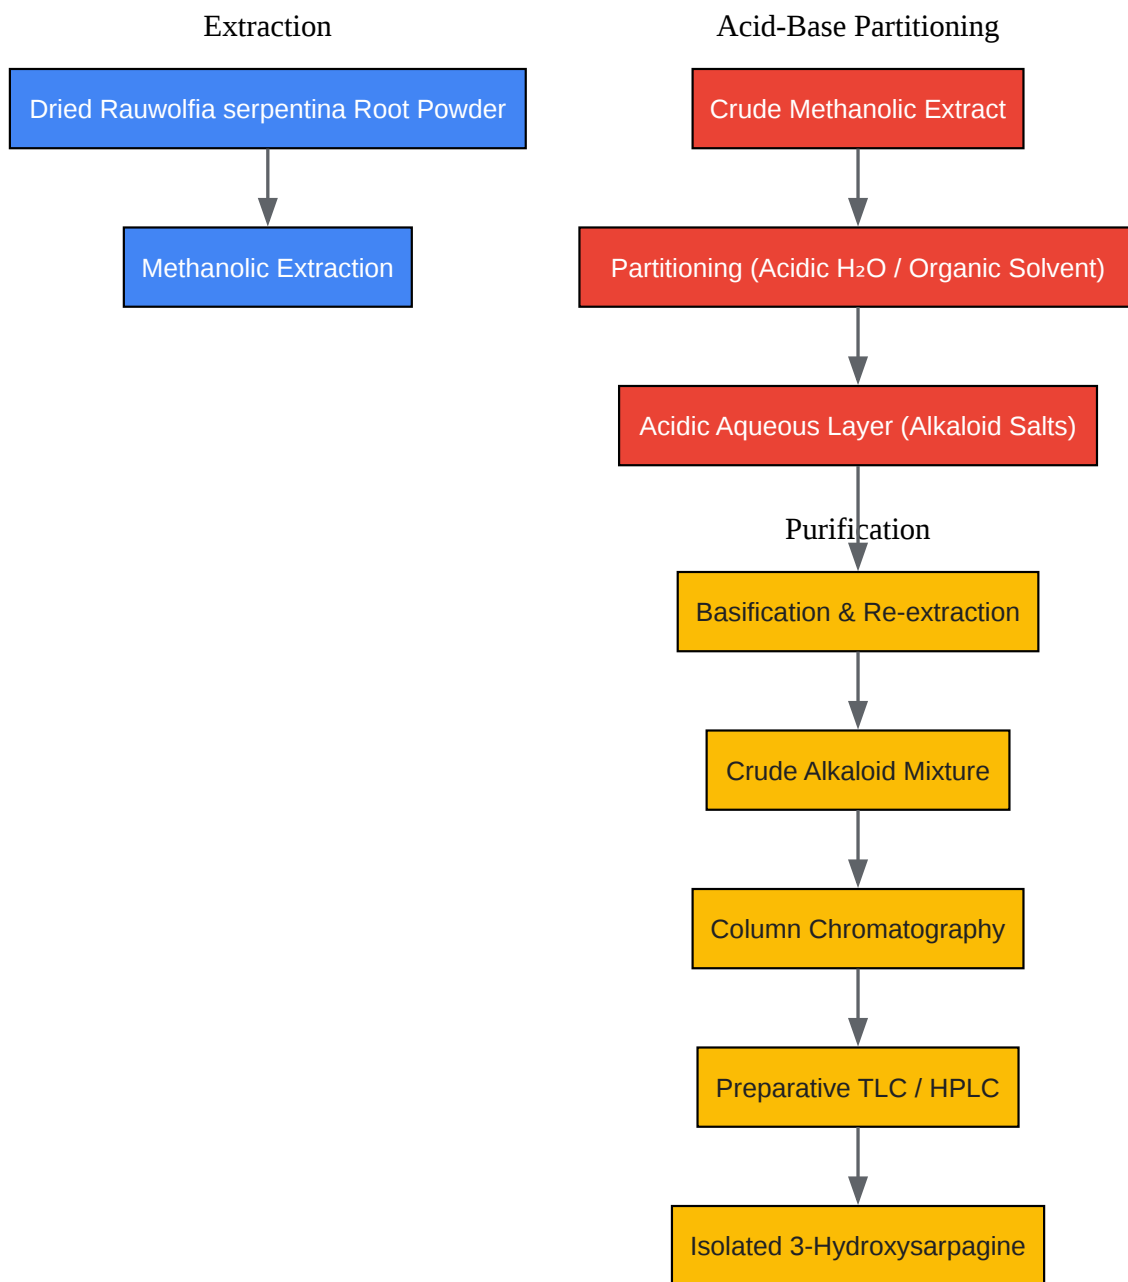 Extraction
Dried Rauwolfia serpentina Root Powder
Methanolic Extraction
Acid-Base Partitioning
Crude Methanolic Extract
Partitioning (Acidic H₂O / Organic Solvent)
Acidic Aqueous Layer (Alkaloid Salts)
Purification
Basification & Re-extraction
Crude Alkaloid Mixture
Column Chromatography
Preparative TLC / HPLC
Isolated 3-Hydroxysarpagine